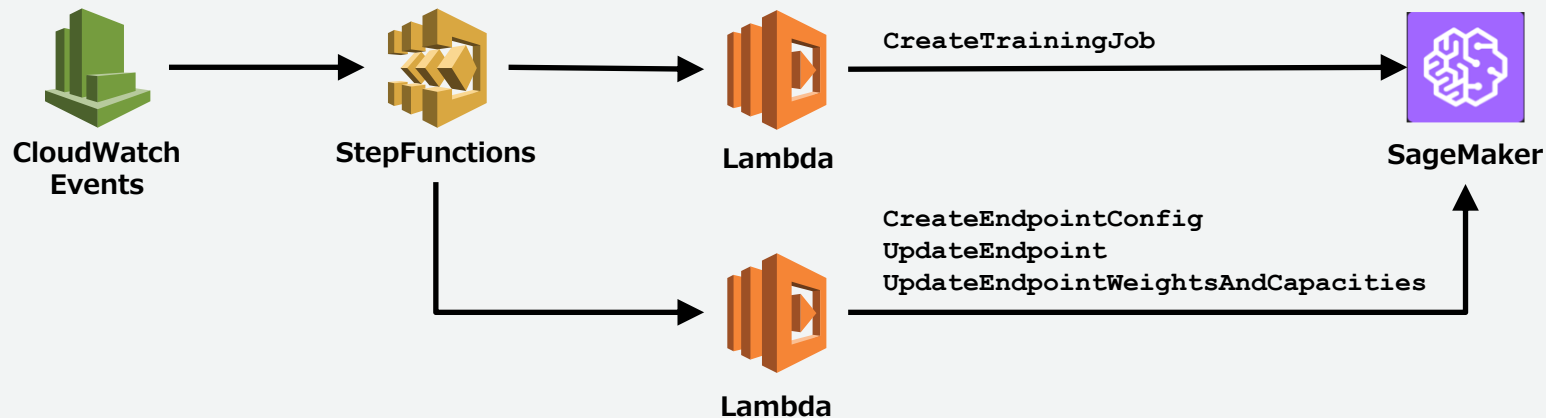 CreateTrainingJob
CloudWatch
Events
StepFunctions
Lambda
SageMaker
CreateEndpointConfig
UpdateEndpoint
UpdateEndpointWeightsAndCapacities
Lambda